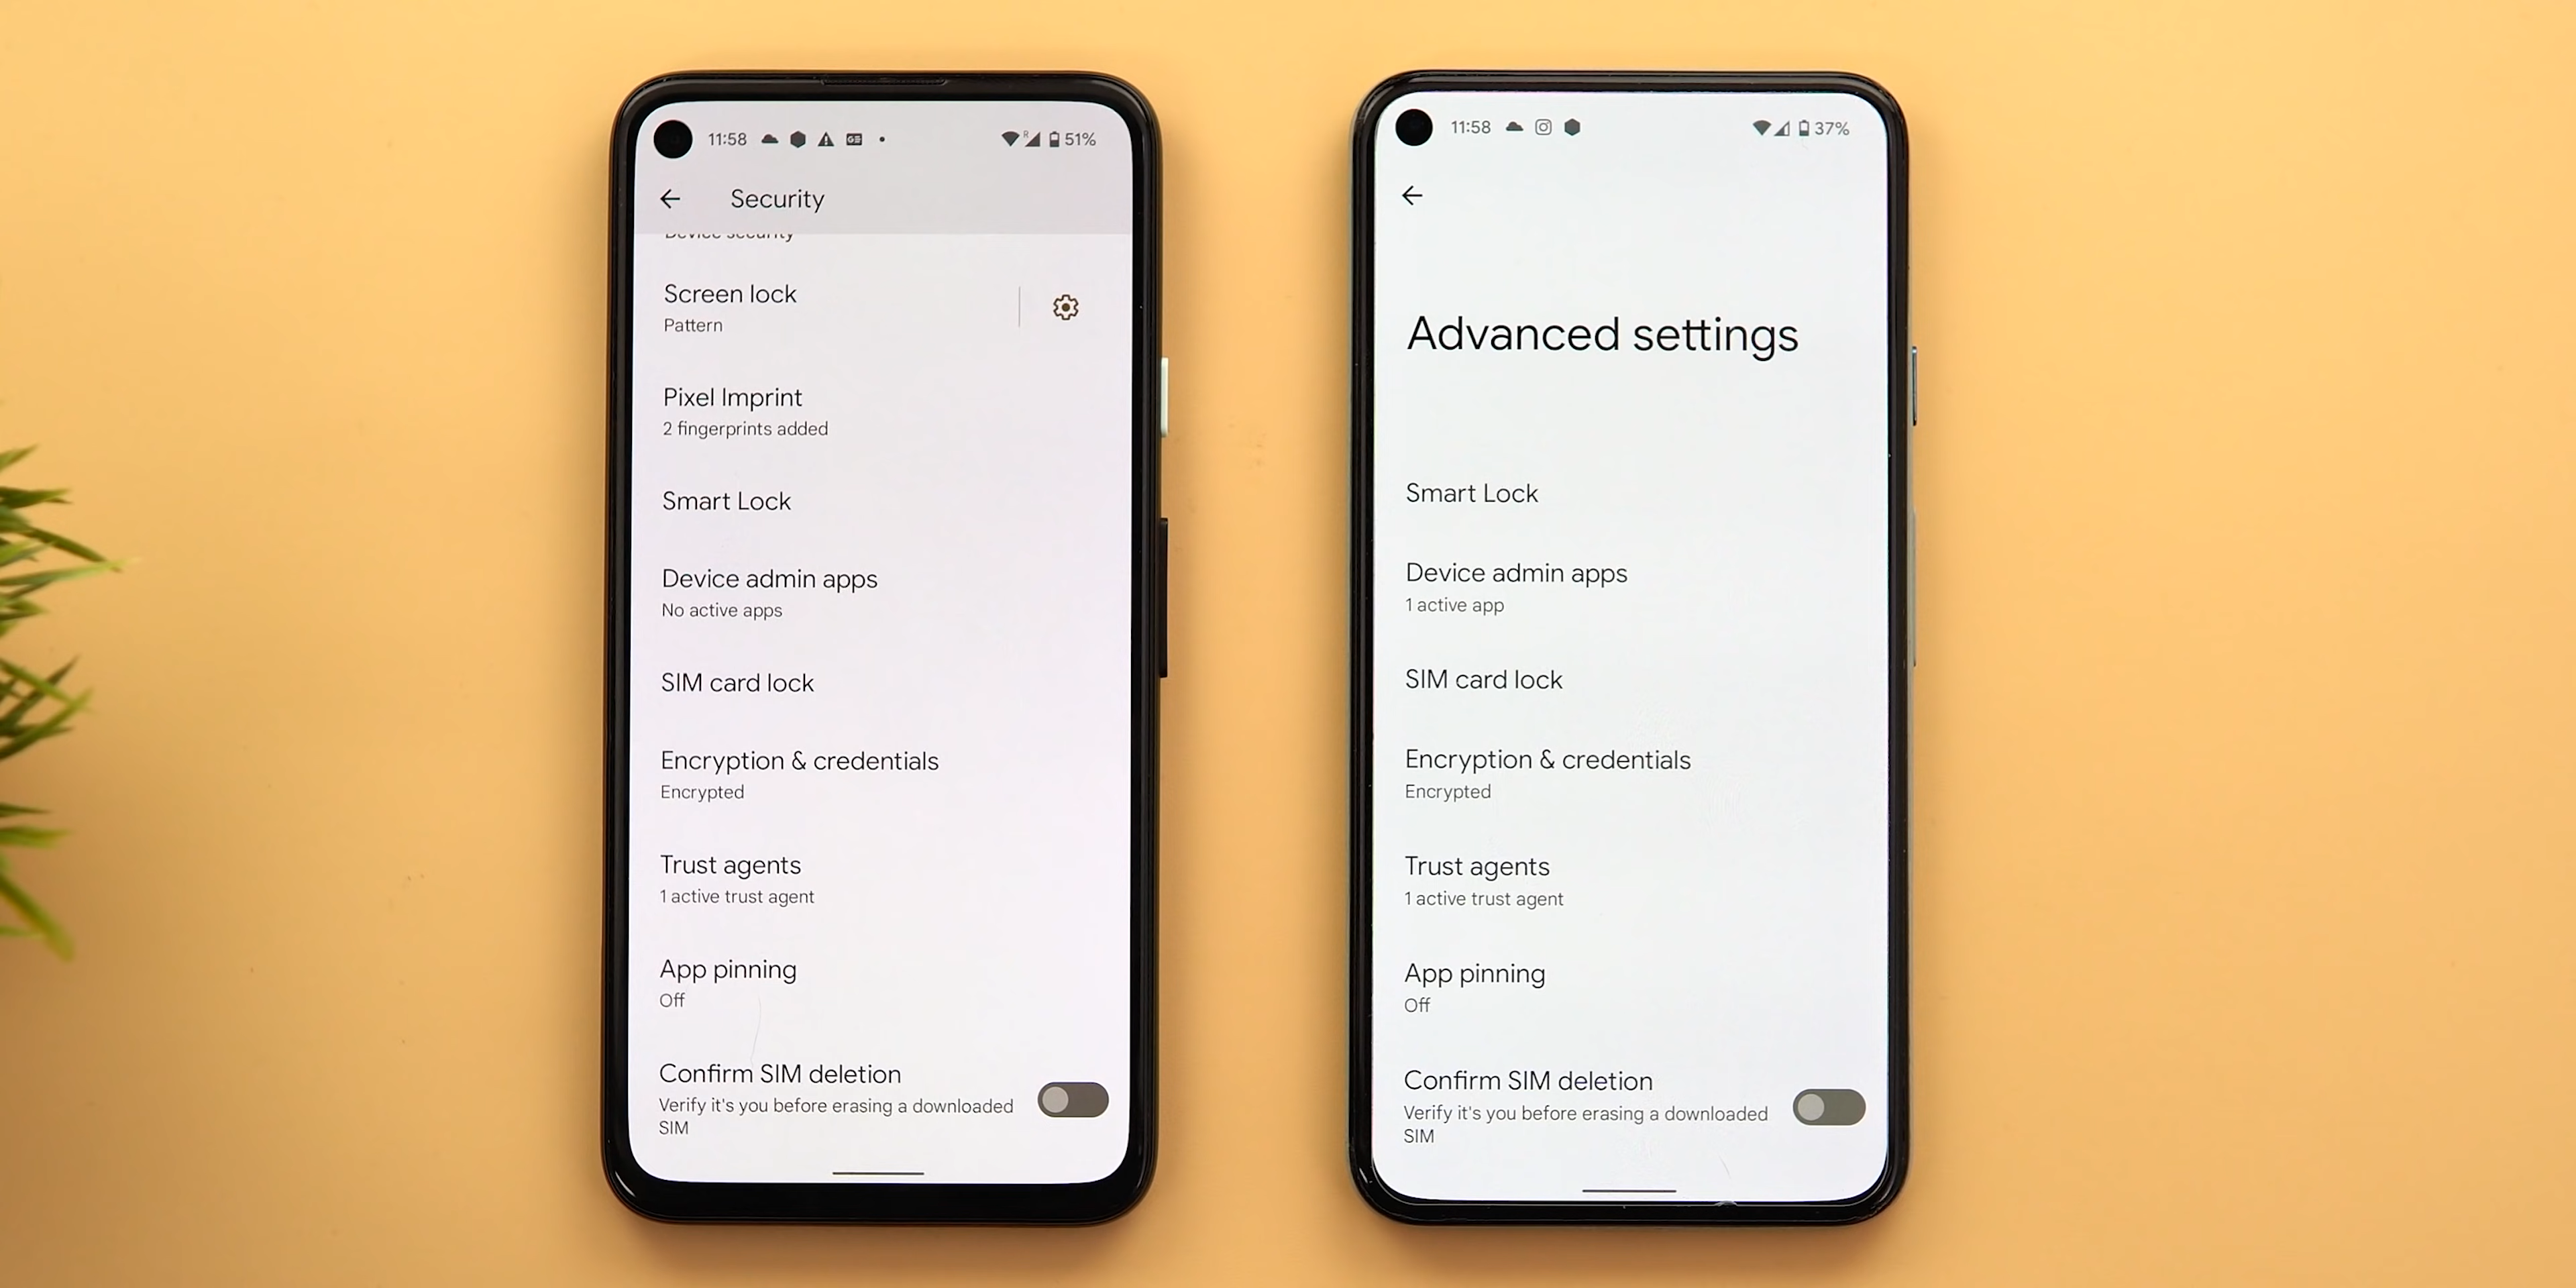 11:58
51%
Security
Device security
Screen lock
Pattern
Pixel Imprint
2 fingerprints added
Smart Lock
Device admin apps
No active apps
SIM card lock
Encryption & credentials
Encrypted
Trust agents
1 active trust agent
App pinning
Off
Confirm SIM deletion
Verify it's you before erasing a downloaded
SIM
11:58
37%
Advanced settings
Smart Lock
Device admin apps
1 active app
SIM card lock
Encryption & credentials
Encrypted
Trust agents
1 active trust agent
App pinning
Off
Confirm SIM deletion
Verify it's you before erasing a downloaded
SIM